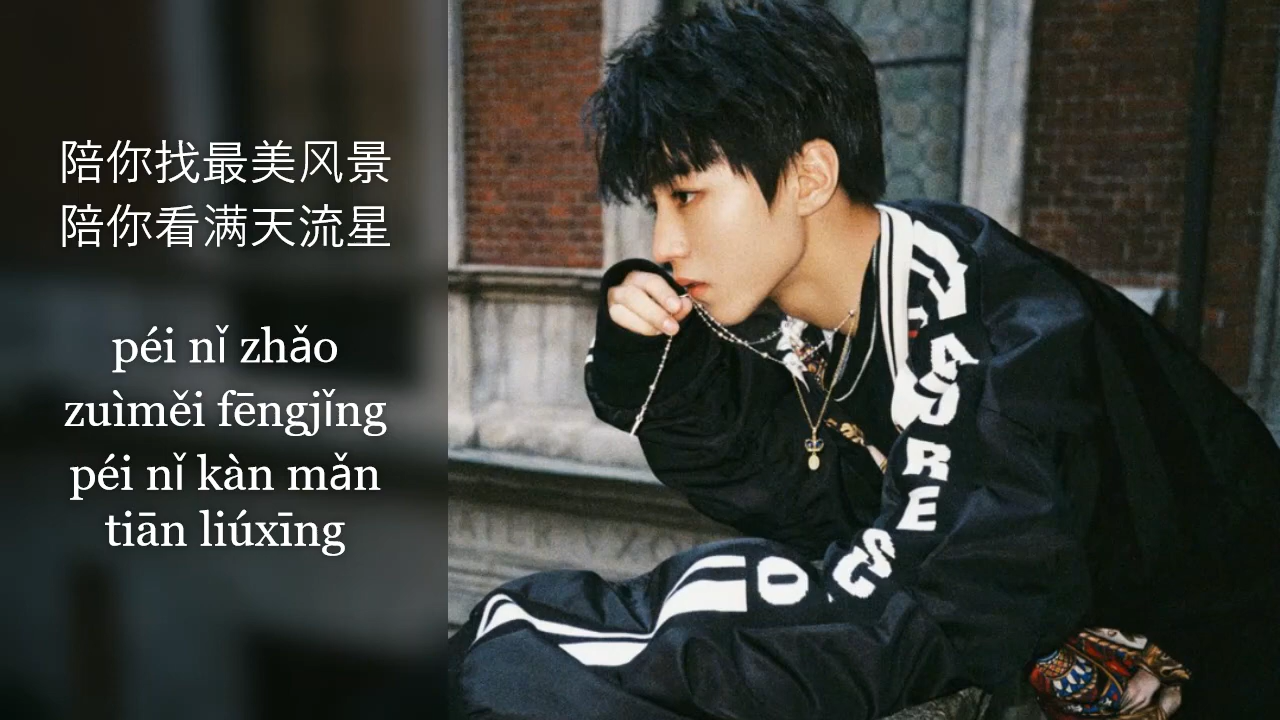 陪你找最美风景
陪你看满天流星
péi nǐ zhǎo
zuìměi fēngjǐng
péi nǐ kàn mǎn
tiān liúxīng